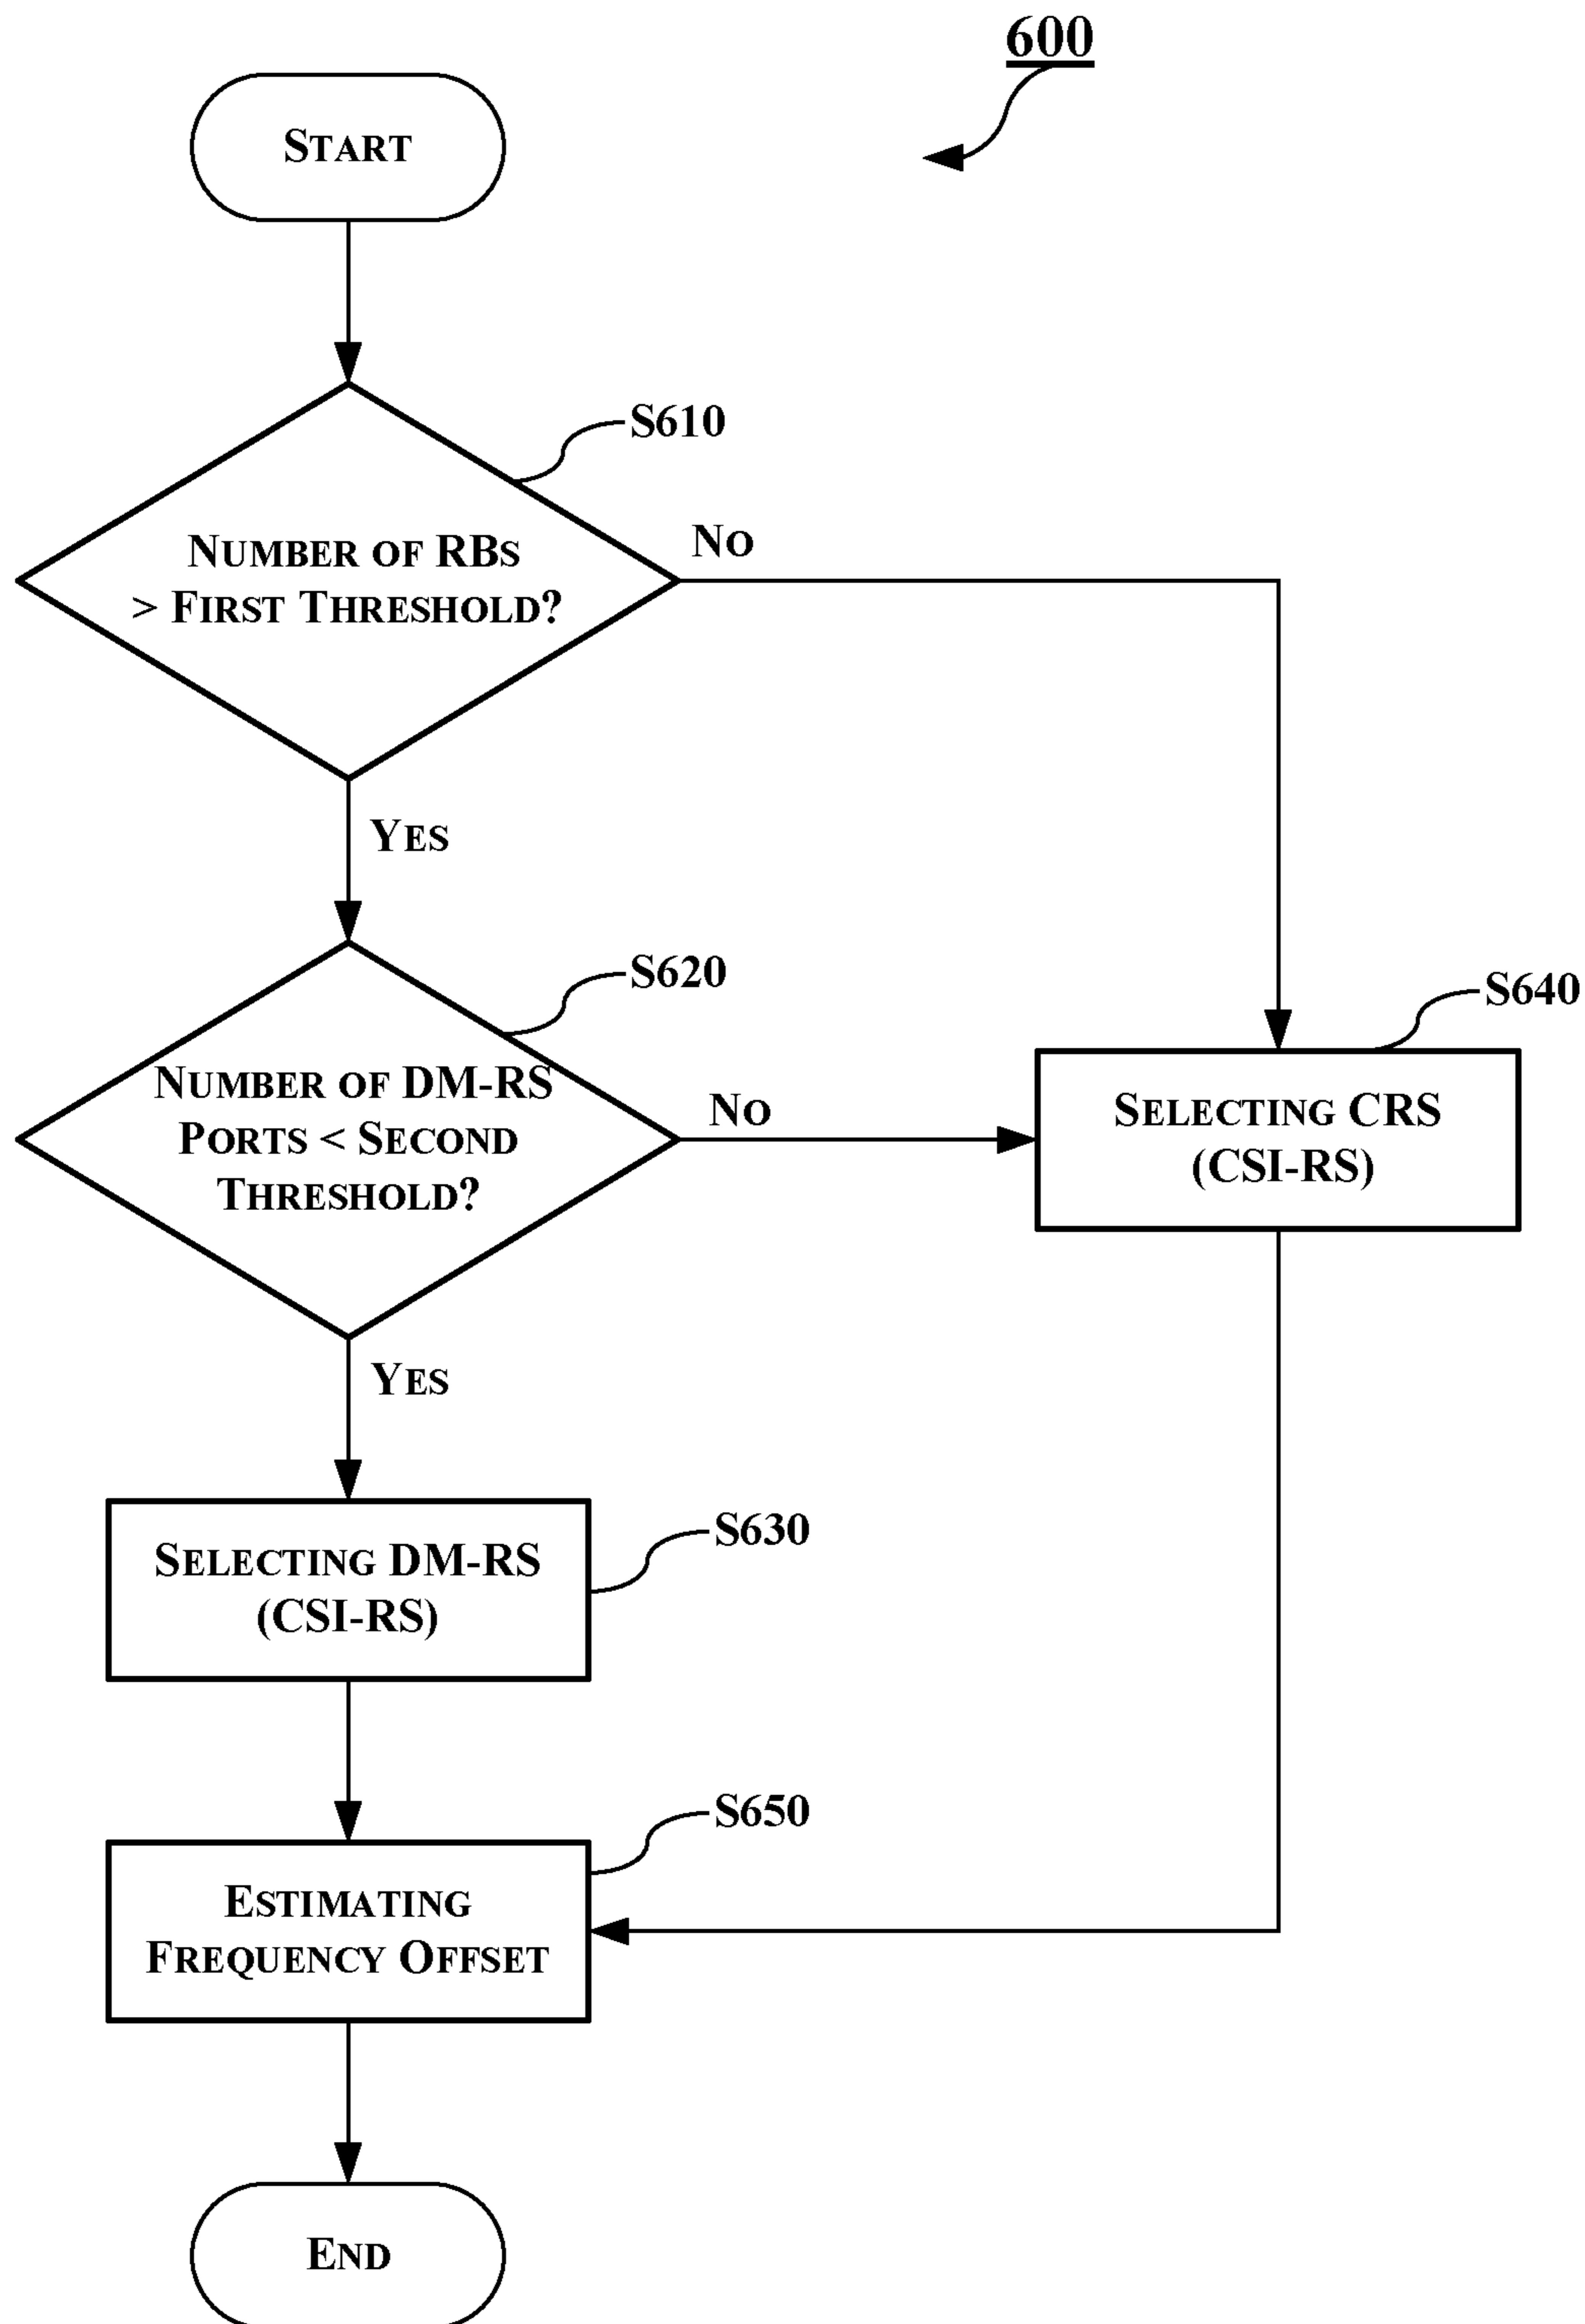 600
START
S610
NUMBER OF RBS
> FIRST THRESHOLD?
NO
YES
S620
NUMBER OF DM-RS
PORTS < SECOND
THRESHOLD?
NO
S640
SELECTING CRS
(CSI-RS)
YES
S630
SELECTING DM-RS
(CSI-RS)
S650
ESTIMATING
FREQUENCY OFFSET
END